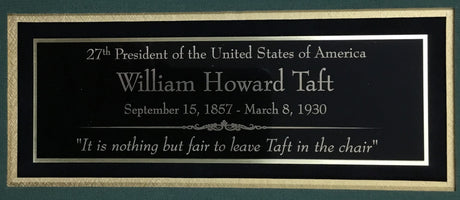 27th President of the United States of America
William Howard Taft
September 15, 1857 - March 8, 1930
"It is nothing but fair to leave Taft in the chair"